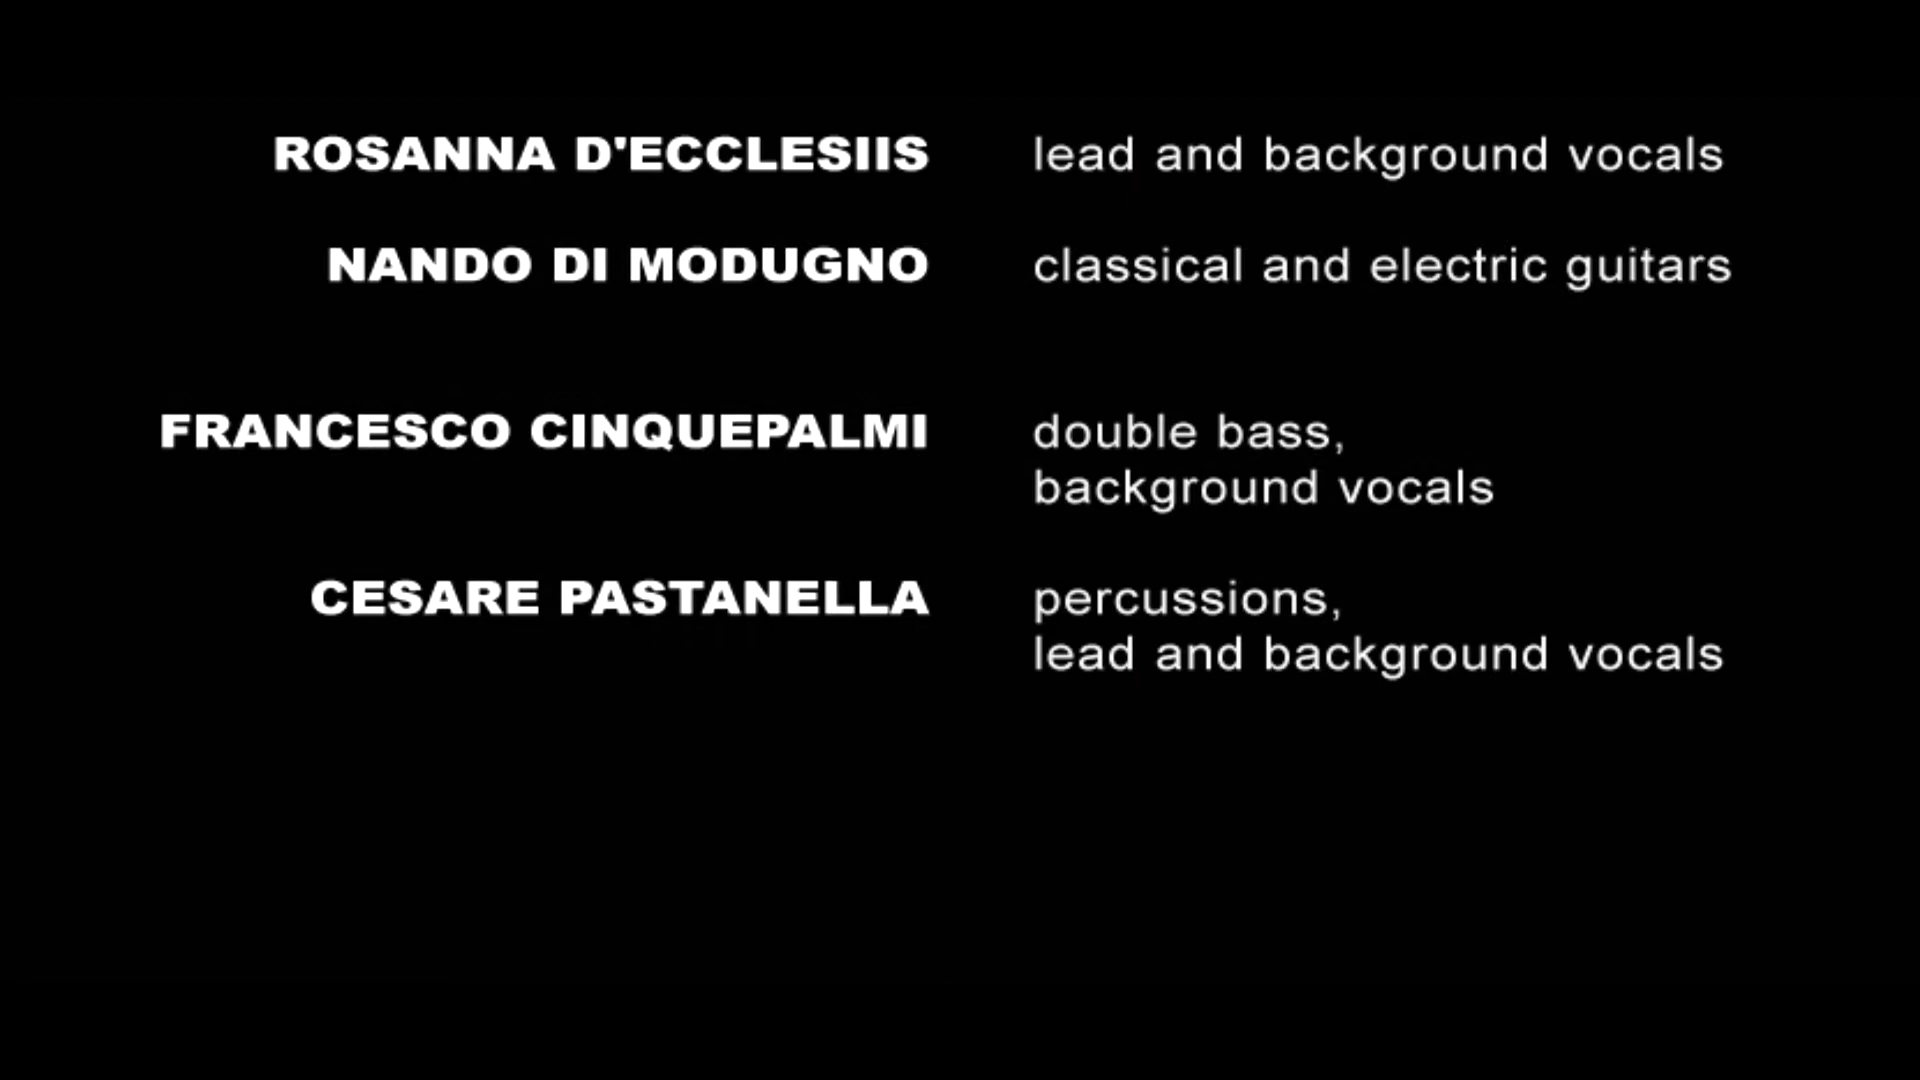 ROSANNA D'ECCLESIIS lead and background vocals
NANDO DI MODUGNO classical and electric guitars
FRANCESCO CINQUEPALMI double bass,
background vocals
CESARE PASTANELLA percussions,
lead and background vocals